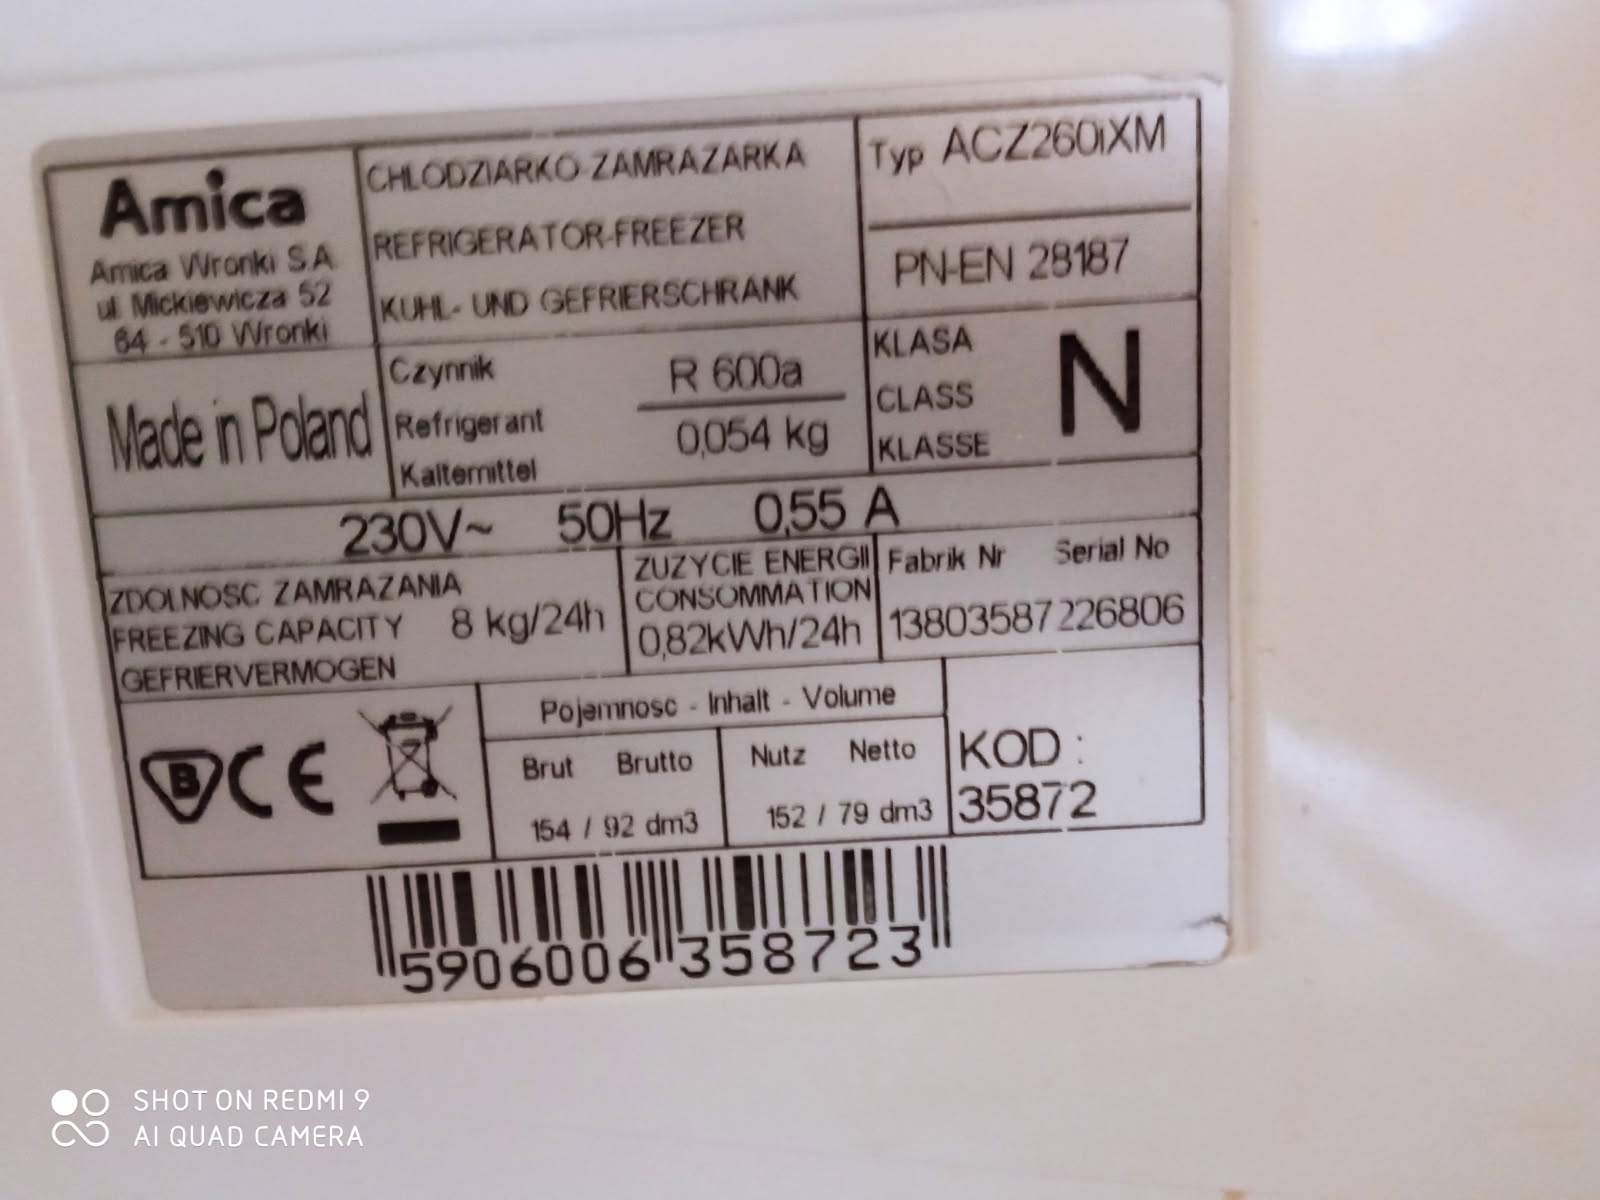 Amica
Amica Wronki S.A.
ul. Mickiewicza 52
64 - 510 Wronki
Made in Poland
CHLODZIARKO-ZAMRAZARKA
REFRIGERATOR-FREEZER
KUHL- UND GEFRIERSCHRANK
Typ ACZ260iXM
PN-EN 28187
Czynnik
Refrigerant
Kaltemittel
R 600a
0,054 kg
KLASA
CLASS
KLASSE
N
230V~ 50Hz 0,55 A
ZDOLNOSC ZAMRAZANIA
FREEZING CAPACITY 8 kg/24h
GEFRIERVERMOGEN
ZUZYCIE ENERGII
CONSOMMATION
0,82kWh/24h
Fabrik Nr Serial No
13803587226806
B CE
Pojemnosc - Inhalt - Volume
Brut Brutto
154 / 92 dm3
Nutz Netto
152 / 79 dm3
KOD :
35872
5906006 358723
SHOT ON REDMI 9
AI QUAD CAMERA